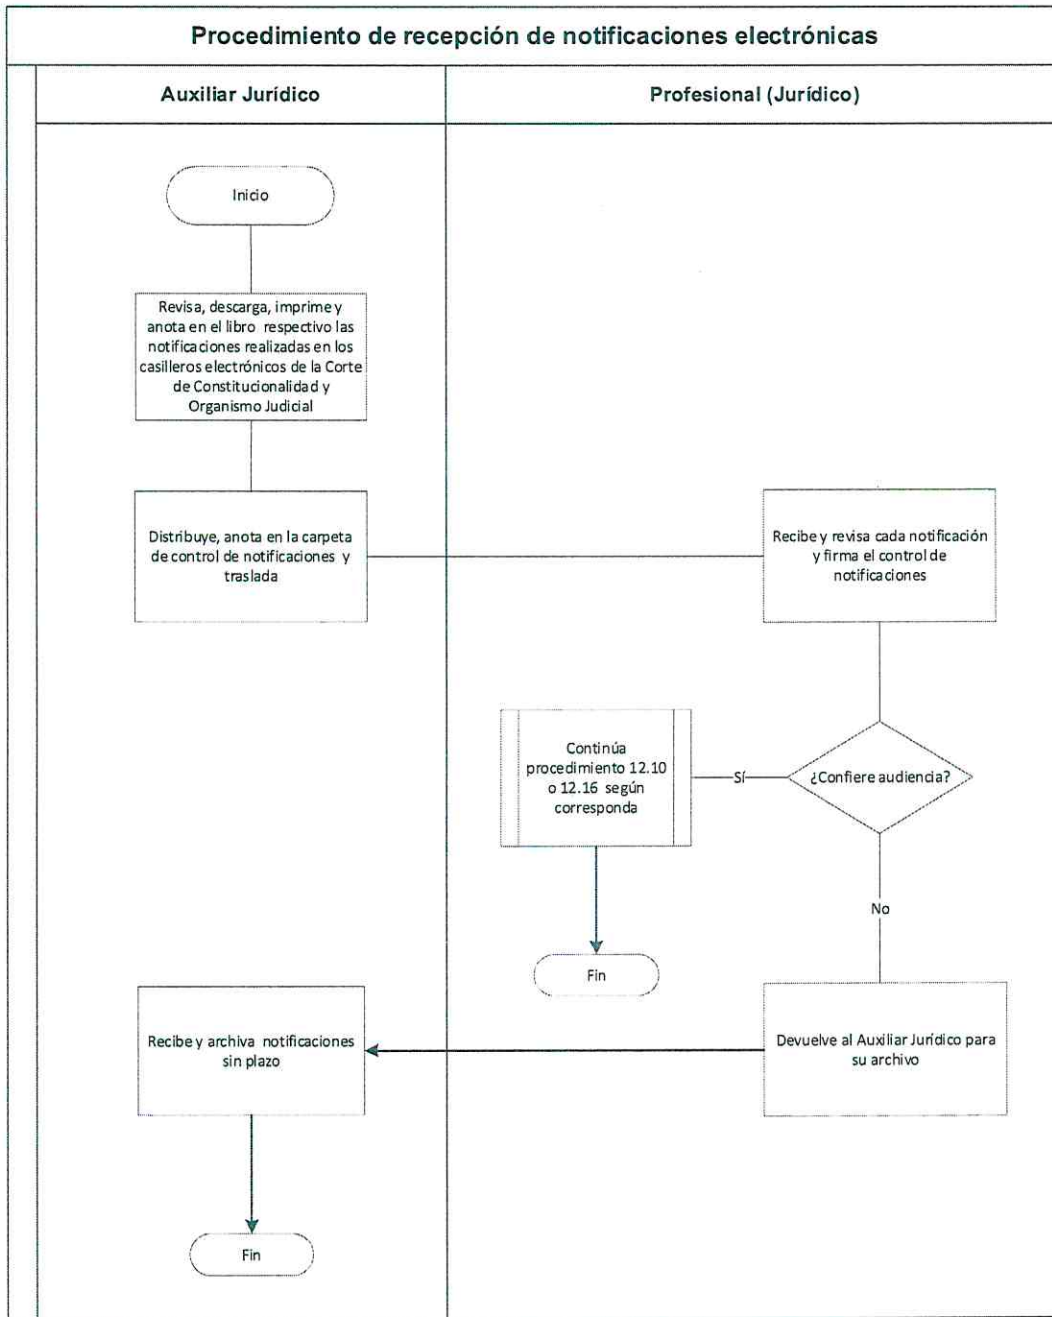 Procedimiento de recepción de notificaciones electrónicas
Auxiliar Jurídico
Profesional (Jurídico)
Inicio
Revisa, descarga, imprime y
anota en el libro respectivo las
notificaciones realizadas en los
casilleros electrónicos de la Corte
de Constitucionalidad y
Organismo Judicial
Distribuye, anota en la carpeta
de control de notificaciones y
traslada
Recibe y revisa cada notificación
y firma el control de
notificaciones
¿Confiere audiencia?
Sí
Continúa
procedimiento 12.10
o 12.16 según
corresponda
Fin
No
Devuelve al Auxiliar Jurídico para
su archivo
Recibe y archiva notificaciones
sin plazo
Fin